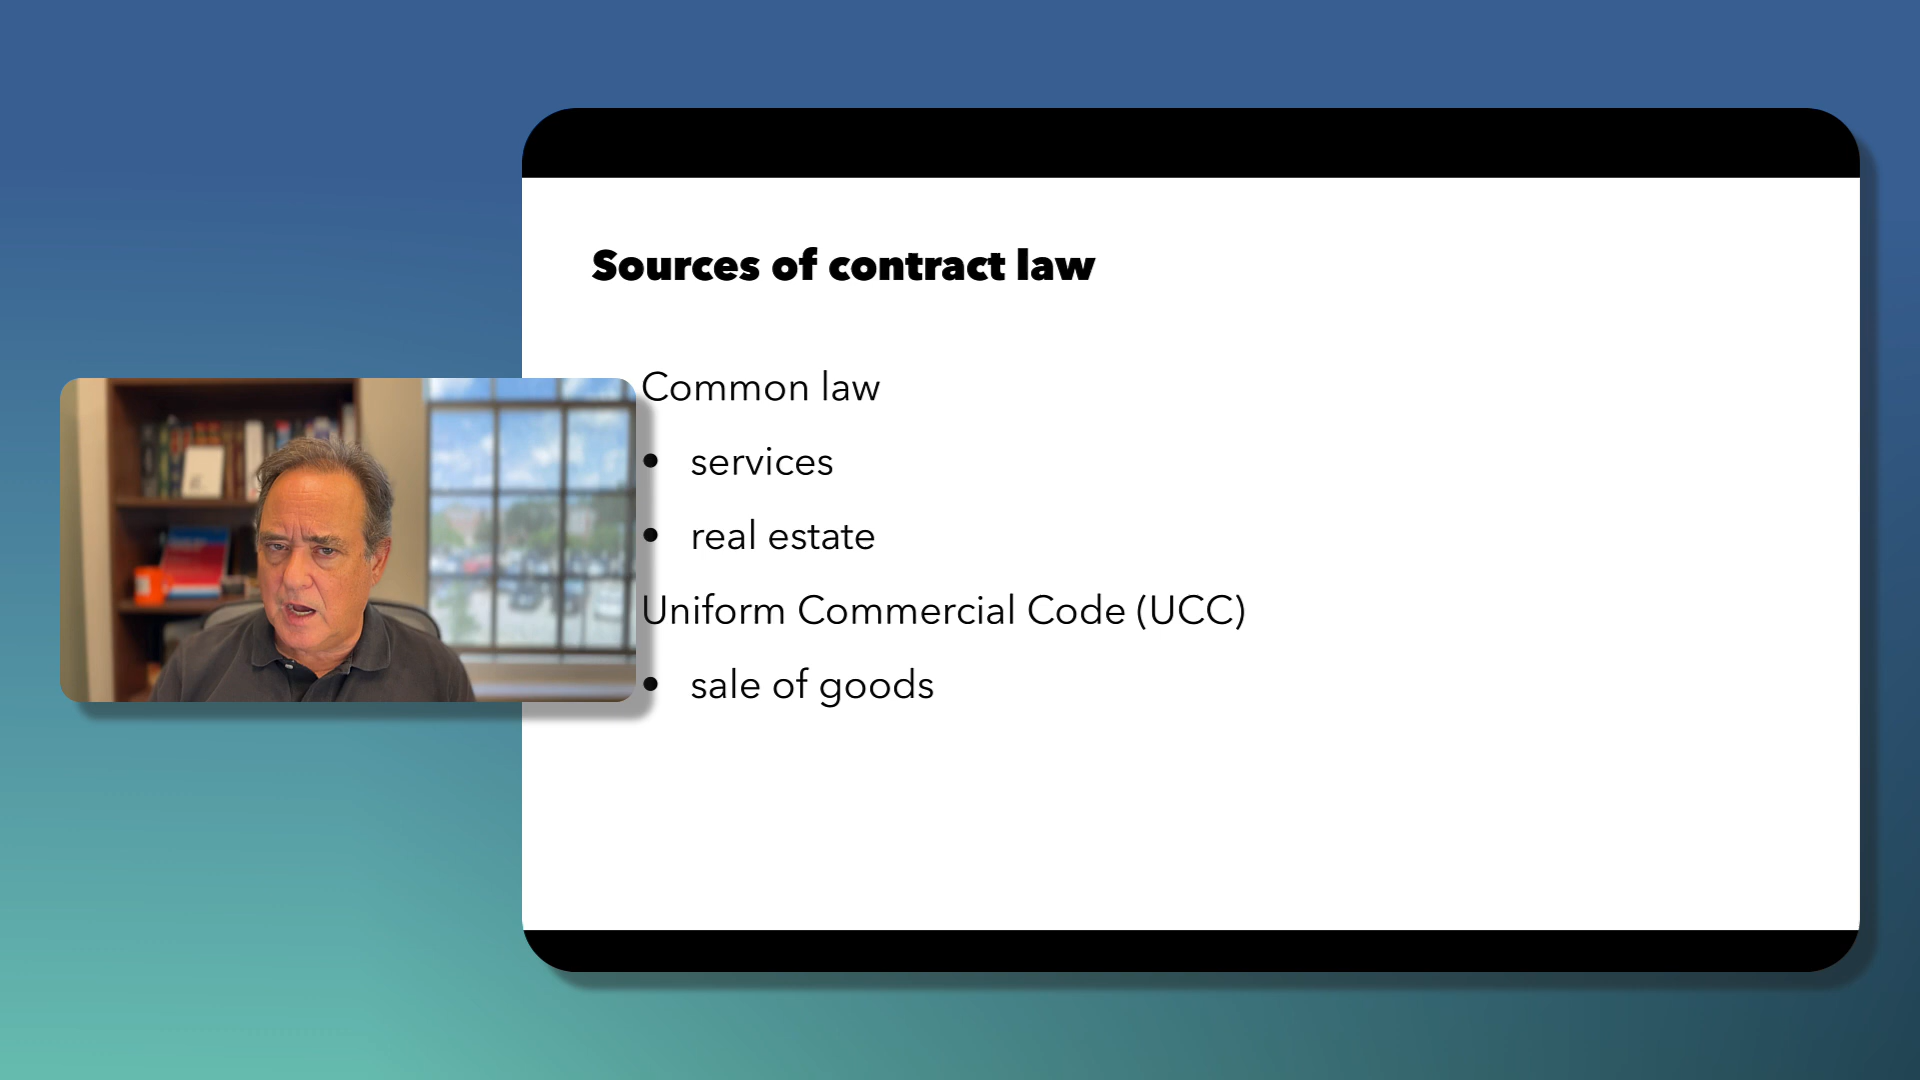 Sources of contract law
Common law
• services
• real estate
Uniform Commercial Code (UCC)
• sale of goods